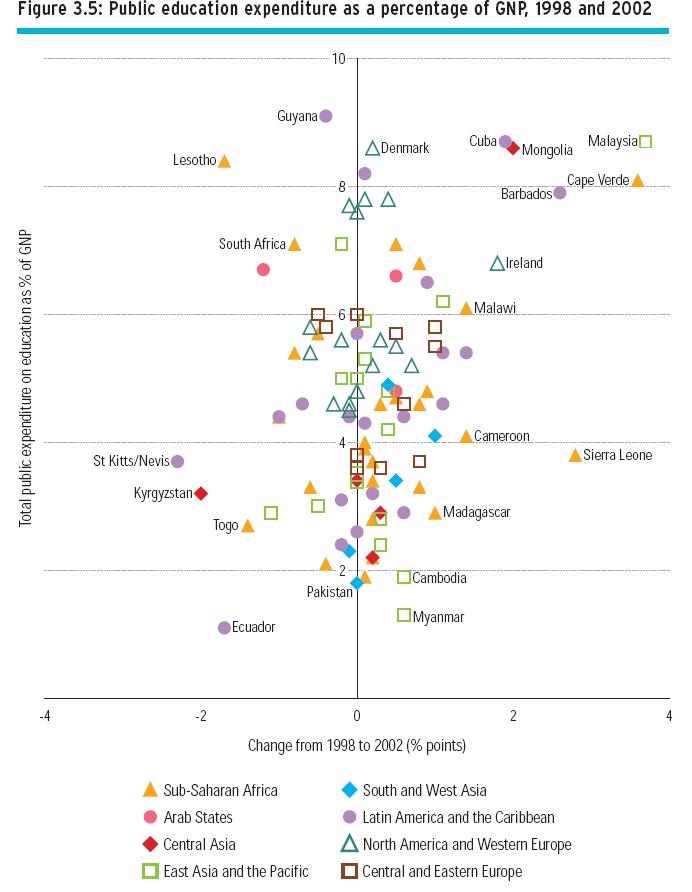 Figure 3.5: Public education expenditure as a percentage of GNP, 1998 and 2002
Total public expenditure on education as % of GNP
10
Guyana
Denmark
Cuba
Mongolia
Malaysia
Lesotho
8
Cape Verde
Barbados
South Africa
Ireland
6
Malawi
4
Cameroon
Sierra Leone
St Kitts/Nevis
Kyrgyzstan
Madagascar
Togo
2
Cambodia
Pakistan
Myanmar
Ecuador
-4 -2 0 2 4
Change from 1998 to 2002 (% points)
Sub-Saharan Africa South and West Asia
Arab States Latin America and the Caribbean
Central Asia North America and Western Europe
East Asia and the Pacific Central and Eastern Europe